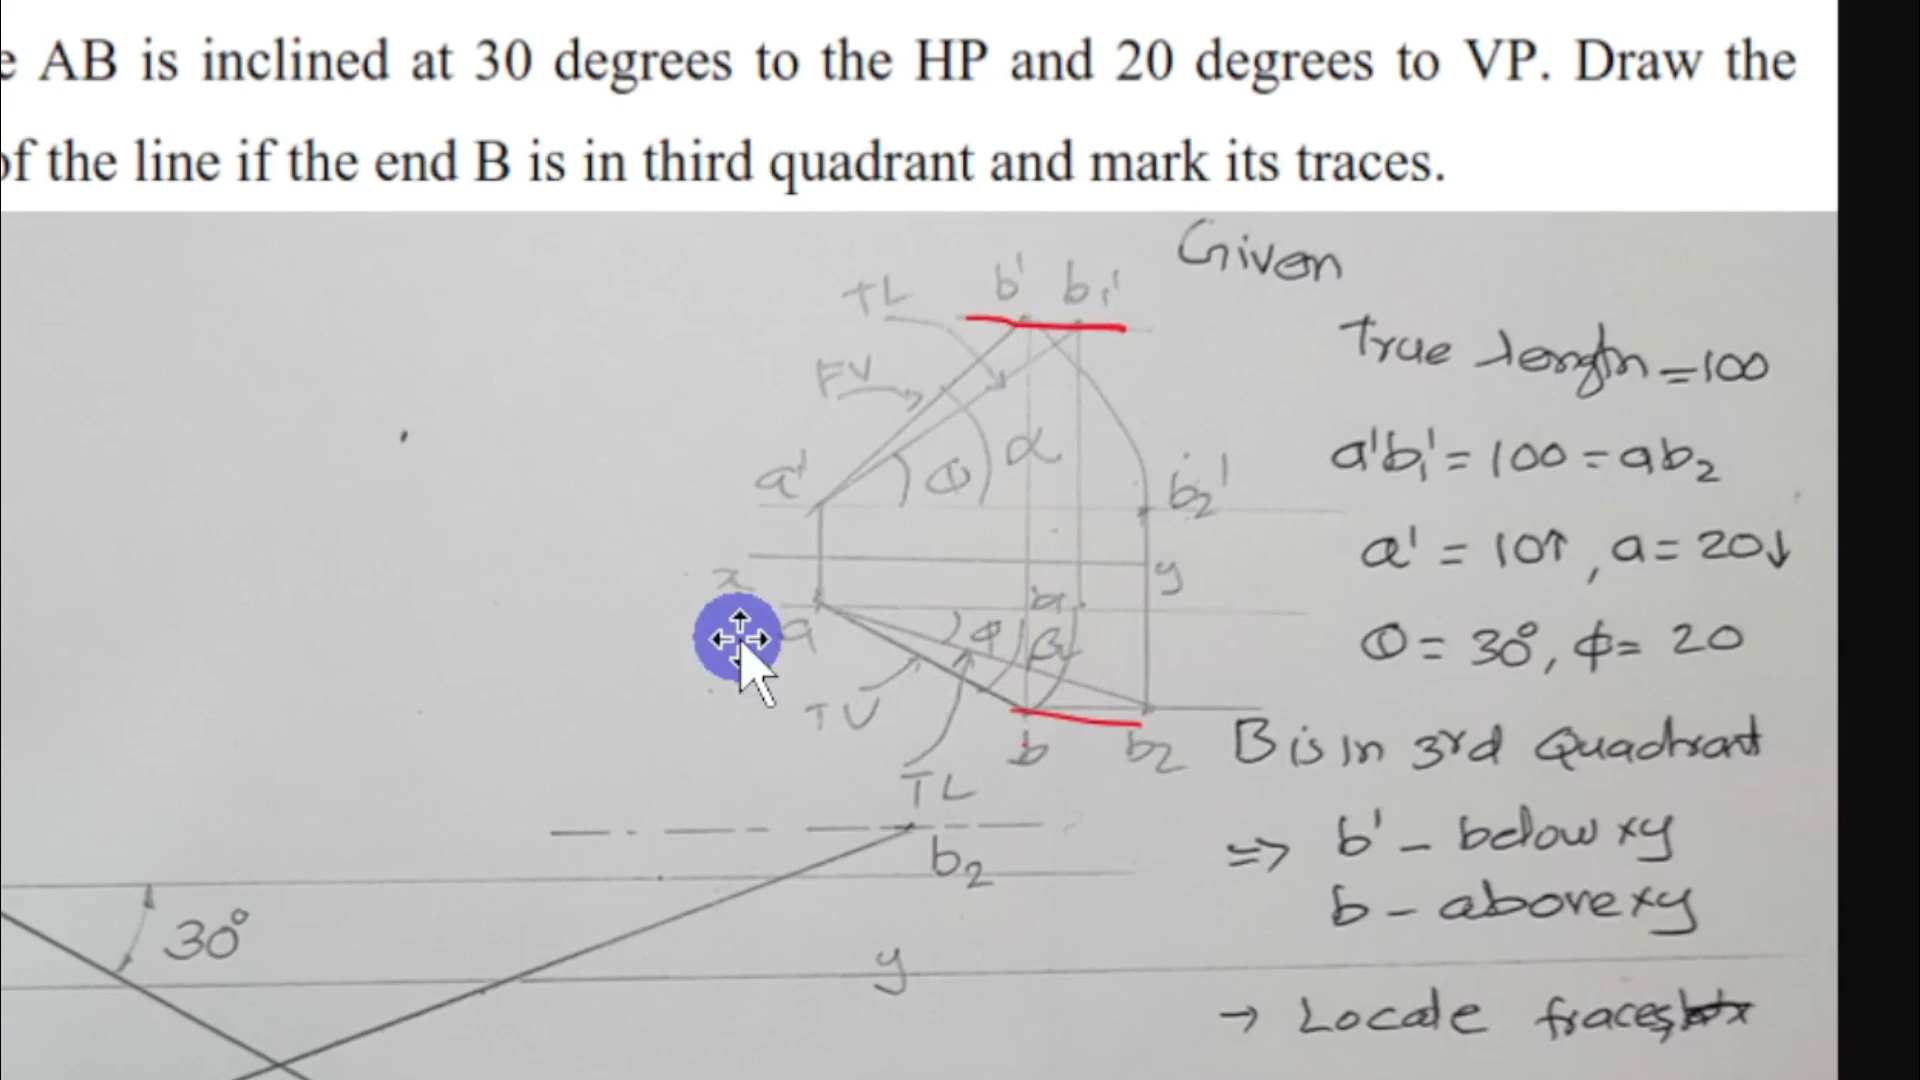 e AB is inclined at 30 degrees to the HP and 20 degrees to VP. Draw the
of the line if the end B is in third quadrant and mark its traces.
Given
TL b' b₁'
True length = 100
FV
a'b₁' = 100 = ab₂
a' θ α b₂'
a' = 10↑, a = 20↓
x y
b₁
a φ β
θ = 30°, φ = 20
TV
b b₂
B is in 3rd Quadrant
TL
⇒ b' - below xy
b₂
b - above xy
30°
y
→ Locate traces